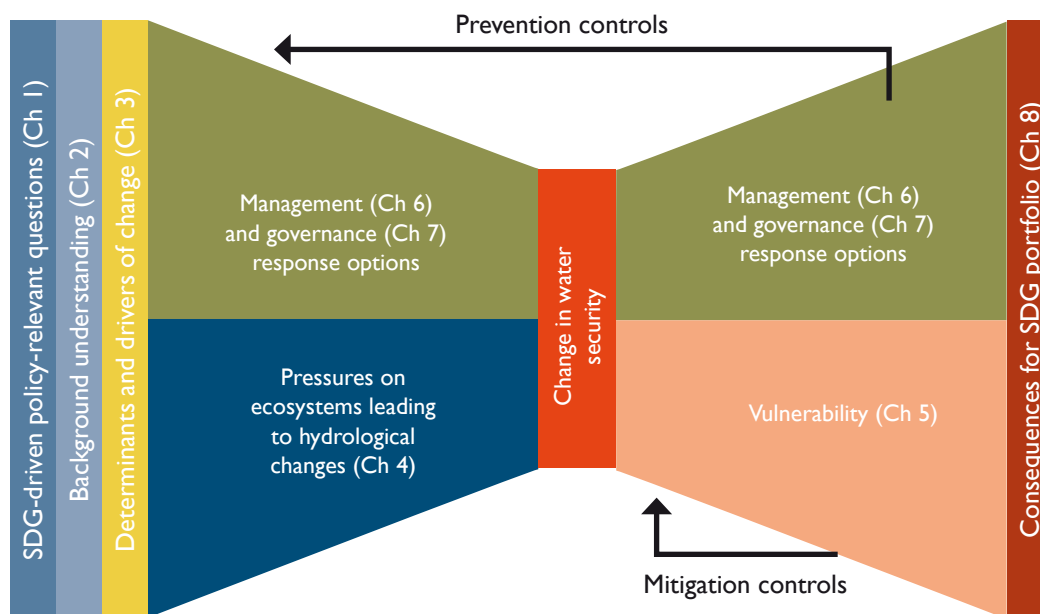 Prevention controls
SDG-driven policy-relevant questions (Ch 1)
Background understanding (Ch 2)
Determinants and drivers of change (Ch 3)
Management (Ch 6)
and governance (Ch 7)
response options
Pressures on
ecosystems leading
to hydrological
changes (Ch 4)
Change in water
security
Management (Ch 6)
and governance (Ch 7)
response options
Vulnerability (Ch 5)
Mitigation controls
Consequences for SDG portfolio (Ch 8)